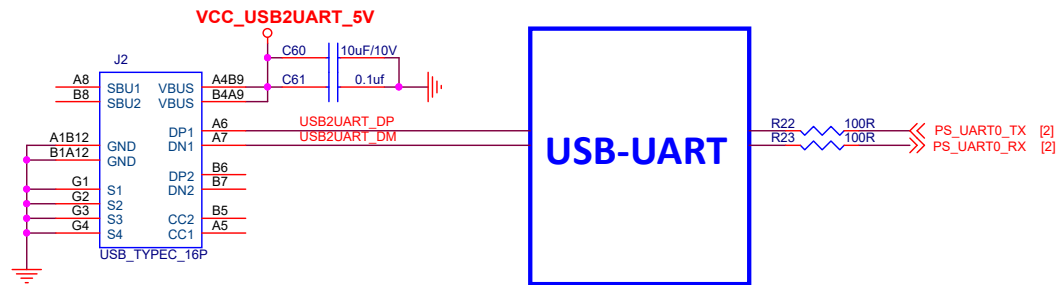 VCC_USB2UART_5V
J2
C60 10uF/10V
C61 0.1uf
A8 SBU1 VBUS A4B9
B8 SBU2 VBUS B4A9
DP1 A6 USB2UART_DP
DN1 A7 USB2UART_DM
A1B12 GND
B1A12 GND
DP2 B6
DN2 B7
G1 S1
G2 S2
G3 S3 CC2 B5
G4 S4 CC1 A5
USB_TYPEC_16P
USB-UART
R22 100R PS_UART0_TX [2]
R23 100R PS_UART0_RX [2]